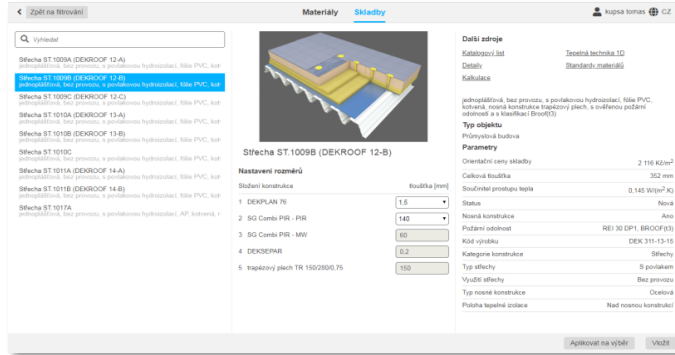 Zpět na filtrování
Materiály Skladby
kupsa tomas CZ
Vyhledat
Střecha ST.1009A (DEKROOF 12-A)
jednoplášťová, bez provozu, s povlakovou hydroizolací, fólie PVC, kotv
Střecha ST.1009B (DEKROOF 12-B)
jednoplášťová, bez provozu, s povlakovou hydroizolací, fólie PVC, kotv
Střecha ST.1009C (DEKROOF 12-C)
jednoplášťová, bez provozu, s povlakovou hydroizolací, fólie PVC, kotv
Střecha ST.1010A (DEKROOF 13-A)
jednoplášťová, bez provozu, s povlakovou hydroizolací, fólie PVC, kotv
Střecha ST.1010B (DEKROOF 13-B)
jednoplášťová, bez provozu, s povlakovou hydroizolací, fólie PVC, kotv
Střecha ST.1010C
jednoplášťová, bez provozu, s povlakovou hydroizolací, fólie PVC, kotv
Střecha ST.1011A (DEKROOF 14-A)
jednoplášťová, bez provozu, s povlakovou hydroizolací, fólie PVC, kotv
Střecha ST.1011B (DEKROOF 14-B)
jednoplášťová, bez provozu, s povlakovou hydroizolací, fólie PVC, kotv
Střecha ST.1017A
jednoplášťová, bez provozu, s povlakovou hydroizolací, AP, kotvená, n
Střecha ST.1009B (DEKROOF 12-B)
Nastavení rozměrů
Složení konstrukce tloušťka [mm]
1 DEKPLAN 76 1.5
2 SG Combi PIR - PIR 140
3 SG Combi PIR - MW 60
4 DEKSEPAR 0,2
5 trapézový plech TR 150/280/0,75 150
Další zdroje
Katalogový list Tepelná technika 1D
Detaily Standardy materiálů
Kalkulace
jednoplášťová, bez provozu, s povlakovou hydroizolací, fólie PVC,
kotvená, nosná konstrukce trapézový plech, s ověřenou požární
odolností a s klasifikací Broof(t3)
Typ objektu
Průmyslová budova
Parametry
Orientační ceny skladby 2 116 Kč/m²
Celková tloušťka 352 mm
Součinitel prostupu tepla 0,145 W/(m².K)
Status Nová
Nosná konstrukce Ano
Požární odolnost REI 30 DP1, BROOF(t3)
Kód výrobku DEK 311-13-15
Kategorie konstrukce Střechy
Typ střechy S povlakem
Využití střechy Bez provozu
Typ nosné konstrukce Ocelová
Poloha tepelné izolace Nad nosnou konstrukcí
Aplikovat na výběr Vložit